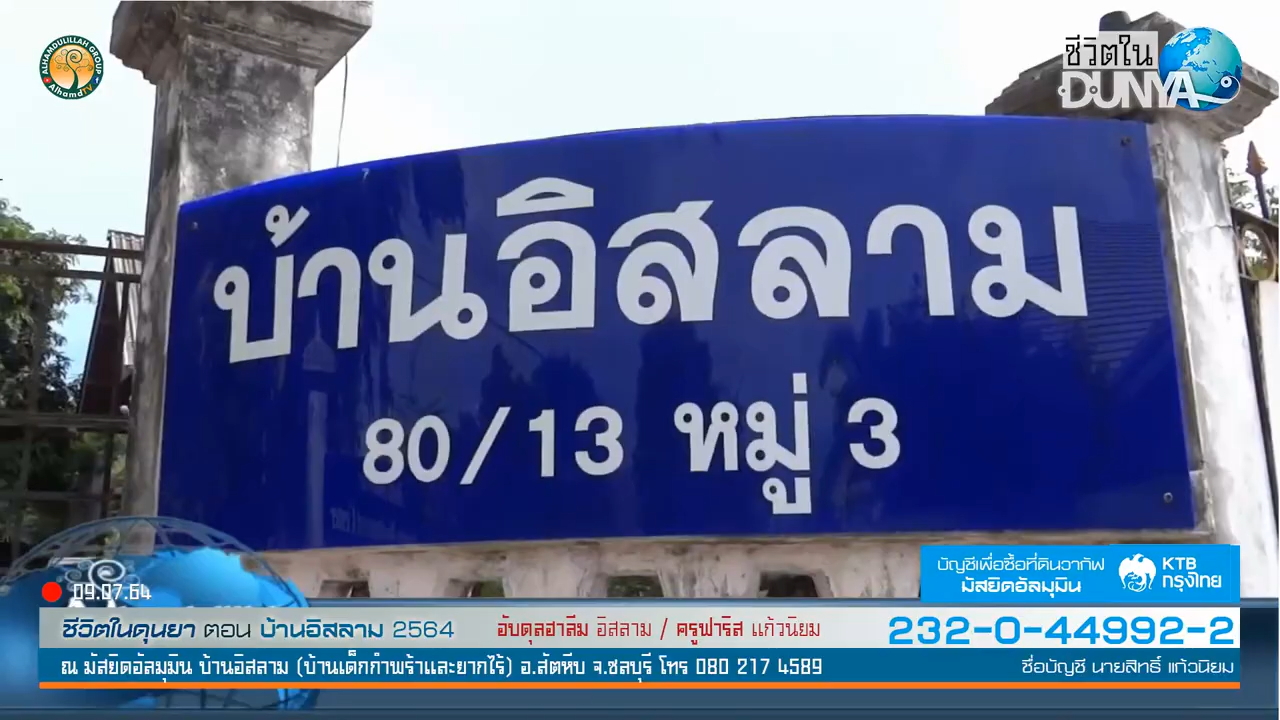 ALHAMDULILLAH GROUP
AlhamdTV
ชีวิตใน
DUNYA
บ้านอิสลาม
80/13 หมู่ 3
บัญชีเพื่อซื้อที่ดินวากัฟ
มัสยิดอัลมุมิน
KTB
กรุงไทย
09.07.64
ชีวิตในดุนยา ตอน บ้านอิสลาม 2564
อับดุลฮาลีม อิสลาม / ครูฟาริส แก้วนิยม
232-0-44992-2
ณ มัสยิดอัลมุมิน บ้านอิสลาม (บ้านเด็กกำพร้าและยากไร้) อ.สัตหีบ จ.ชลบุรี โทร 080 217 4589
ชื่อบัญชี นายสิทธิ์ แก้วนิยม